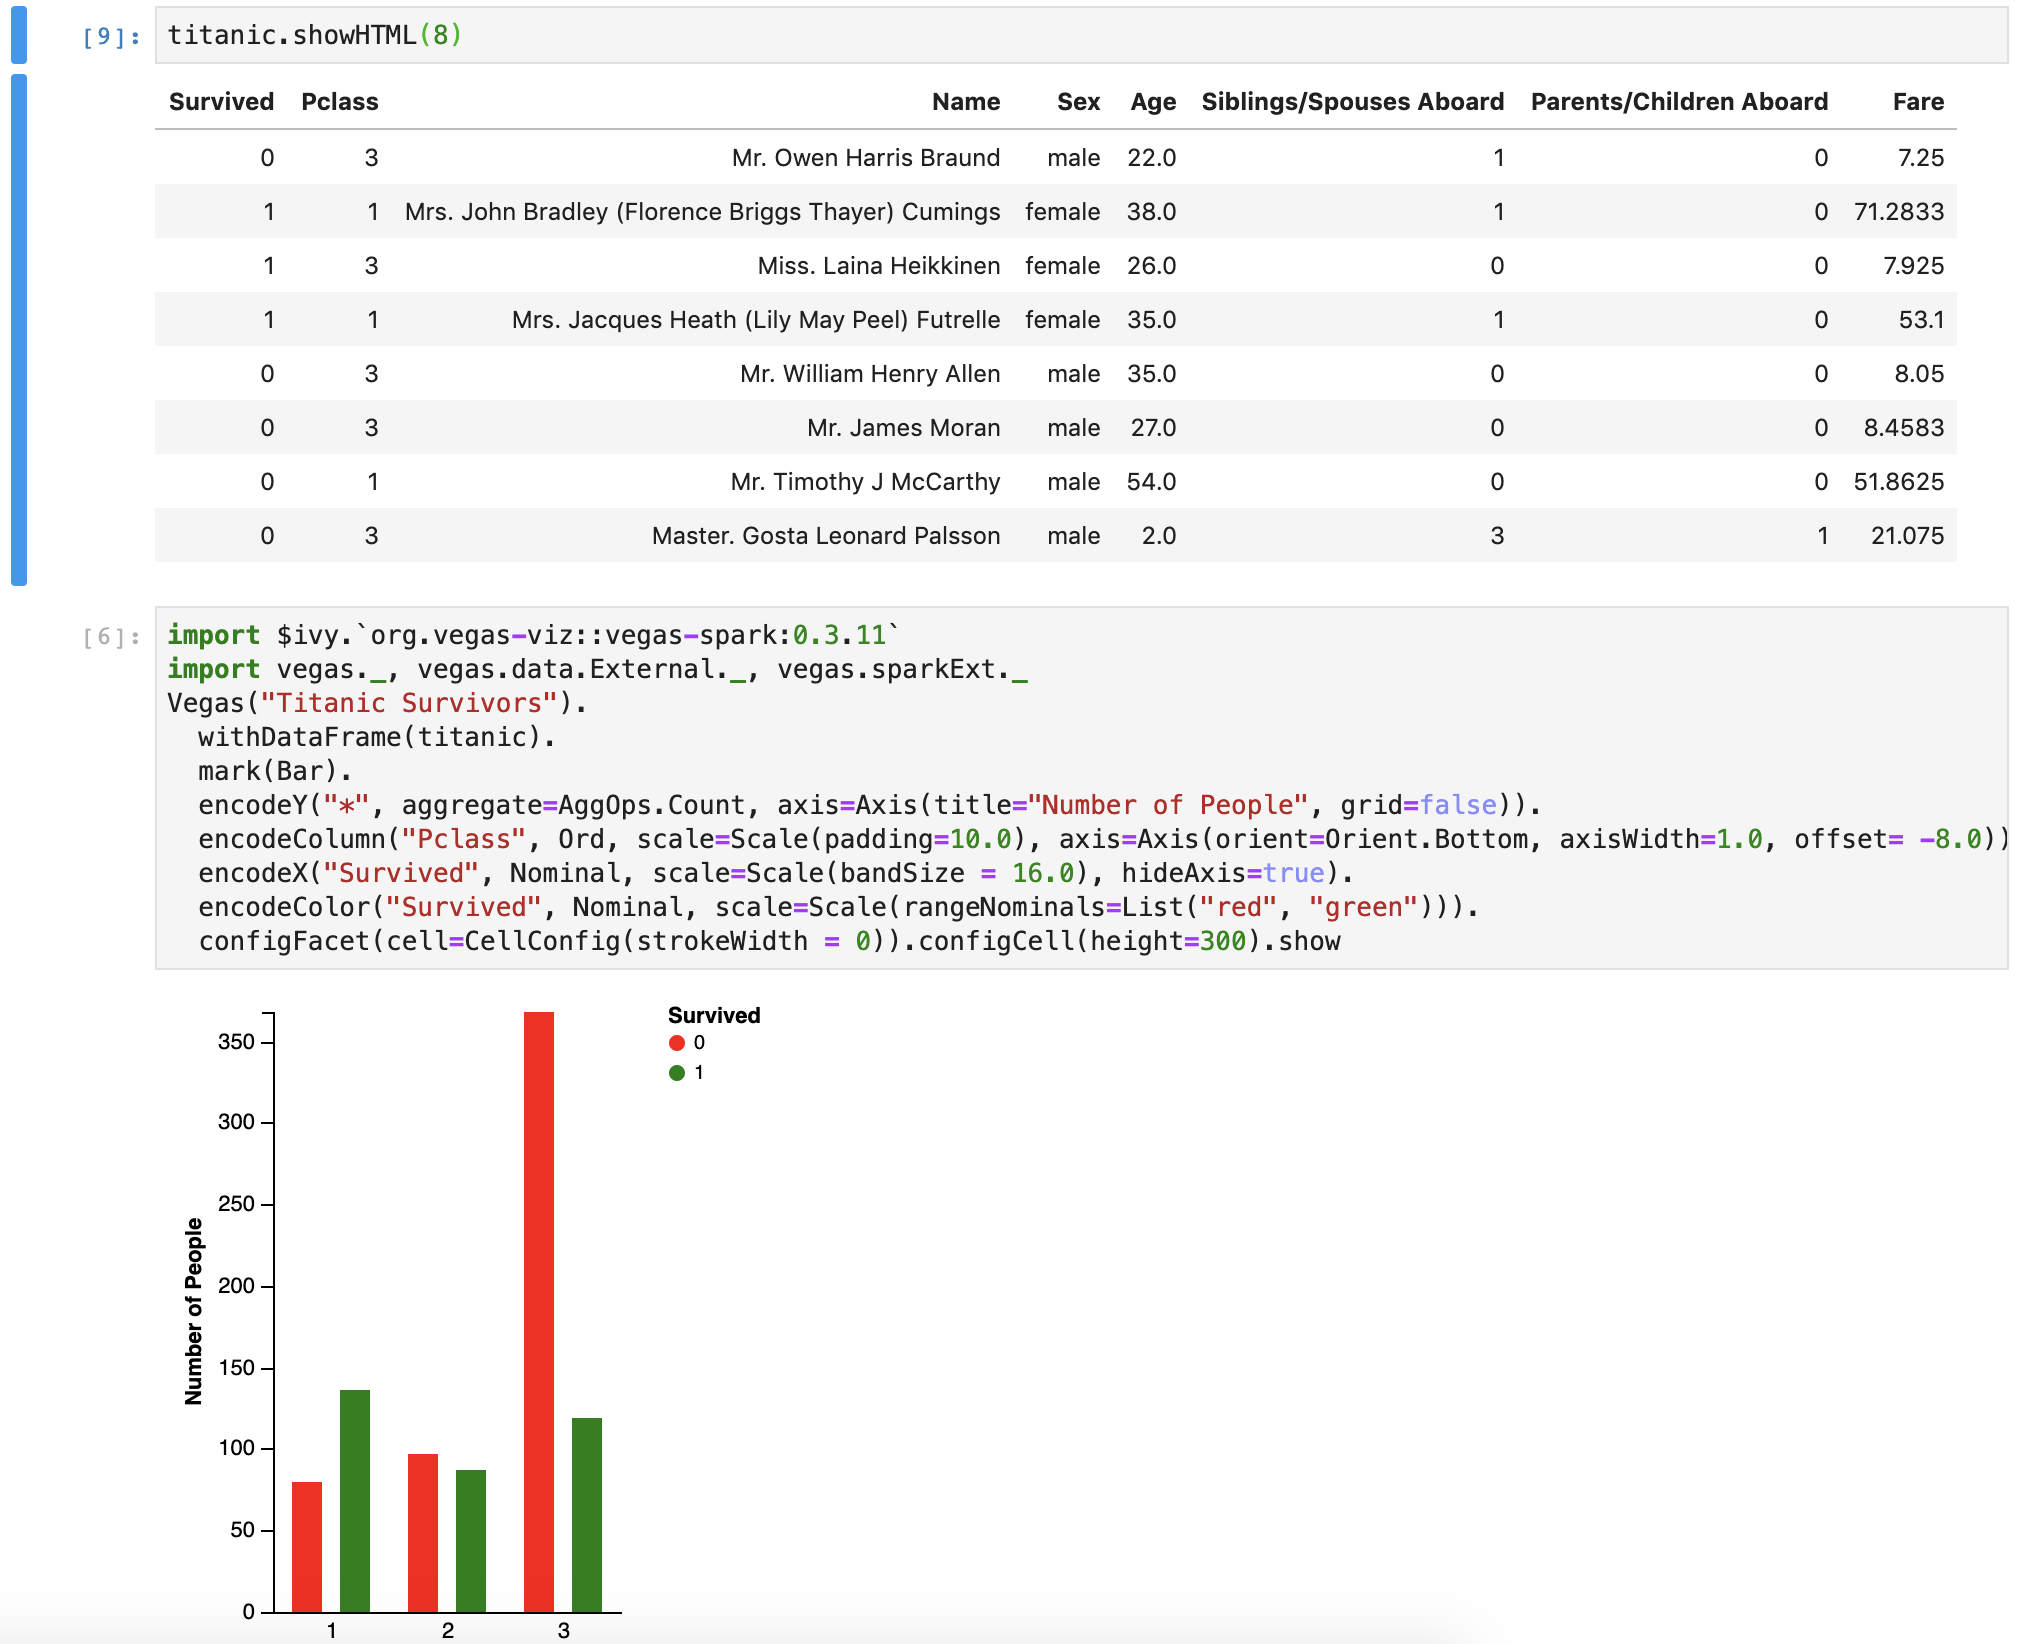 [9]: titanic.showHTML(8)
Survived Pclass Name Sex Age Siblings/Spouses Aboard Parents/Children Aboard Fare
0 3 Mr. Owen Harris Braund male 22.0 1 0 7.25
1 1 Mrs. John Bradley (Florence Briggs Thayer) Cumings female 38.0 1 0 71.2833
1 3 Miss. Laina Heikkinen female 26.0 0 0 7.925
1 1 Mrs. Jacques Heath (Lily May Peel) Futrelle female 35.0 1 0 53.1
0 3 Mr. William Henry Allen male 35.0 0 0 8.05
0 3 Mr. James Moran male 27.0 0 0 8.4583
0 1 Mr. Timothy J McCarthy male 54.0 0 0 51.8625
0 3 Master. Gosta Leonard Palsson male 2.0 3 1 21.075
[6]: import $ivy.`org.vegas-viz::vegas-spark:0.3.11`
import vegas._, vegas.data.External._, vegas.sparkExt._
Vegas("Titanic Survivors").
  withDataFrame(titanic).
  mark(Bar).
  encodeY("*", aggregate=AggOps.Count, axis=Axis(title="Number of People", grid=false)).
  encodeColumn("Pclass", Ord, scale=Scale(padding=10.0), axis=Axis(orient=Orient.Bottom, axisWidth=1.0, offset= -8.0))
  encodeX("Survived", Nominal, scale=Scale(bandSize = 16.0), hideAxis=true).
  encodeColor("Survived", Nominal, scale=Scale(rangeNominals=List("red", "green"))).
  configFacet(cell=CellConfig(strokeWidth = 0)).configCell(height=300).show
Survived
0
1
Number of People
350
300
250
200
150
100
50
0
1 2 3